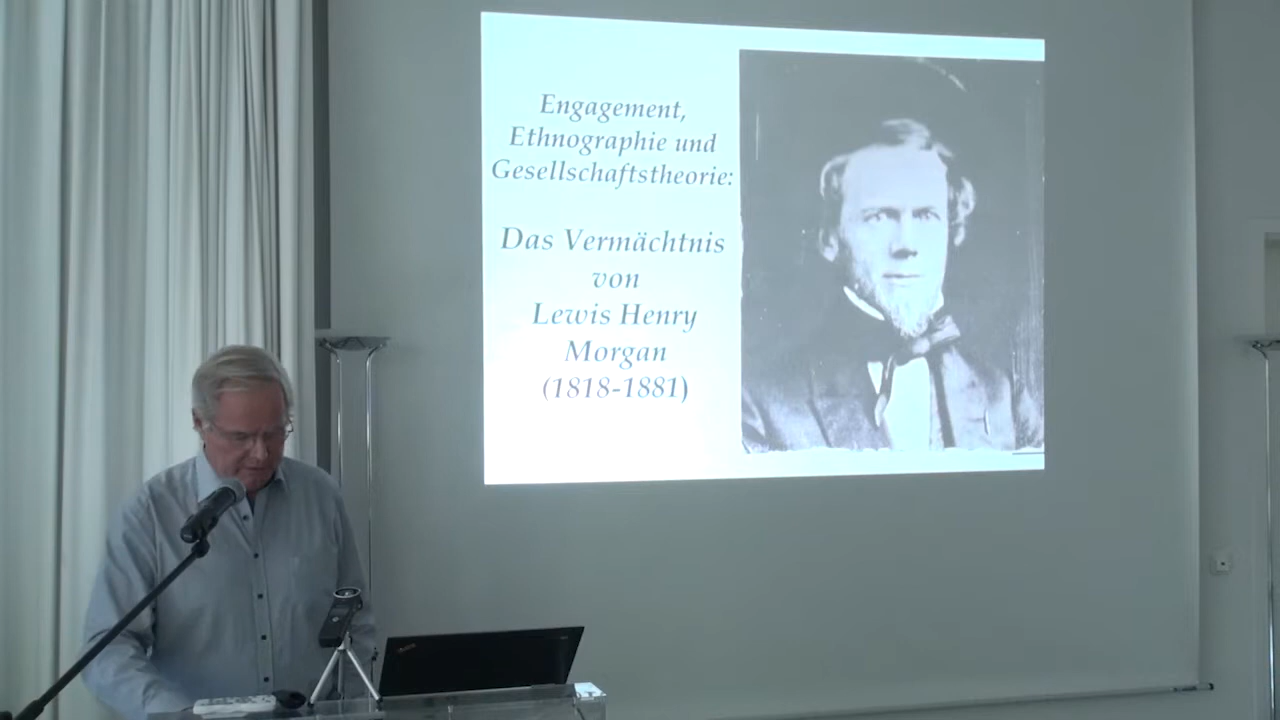 Engagement,
Ethnographie und
Gesellschaftstheorie:
Das Vermächtnis
von
Lewis Henry
Morgan
(1818-1881)